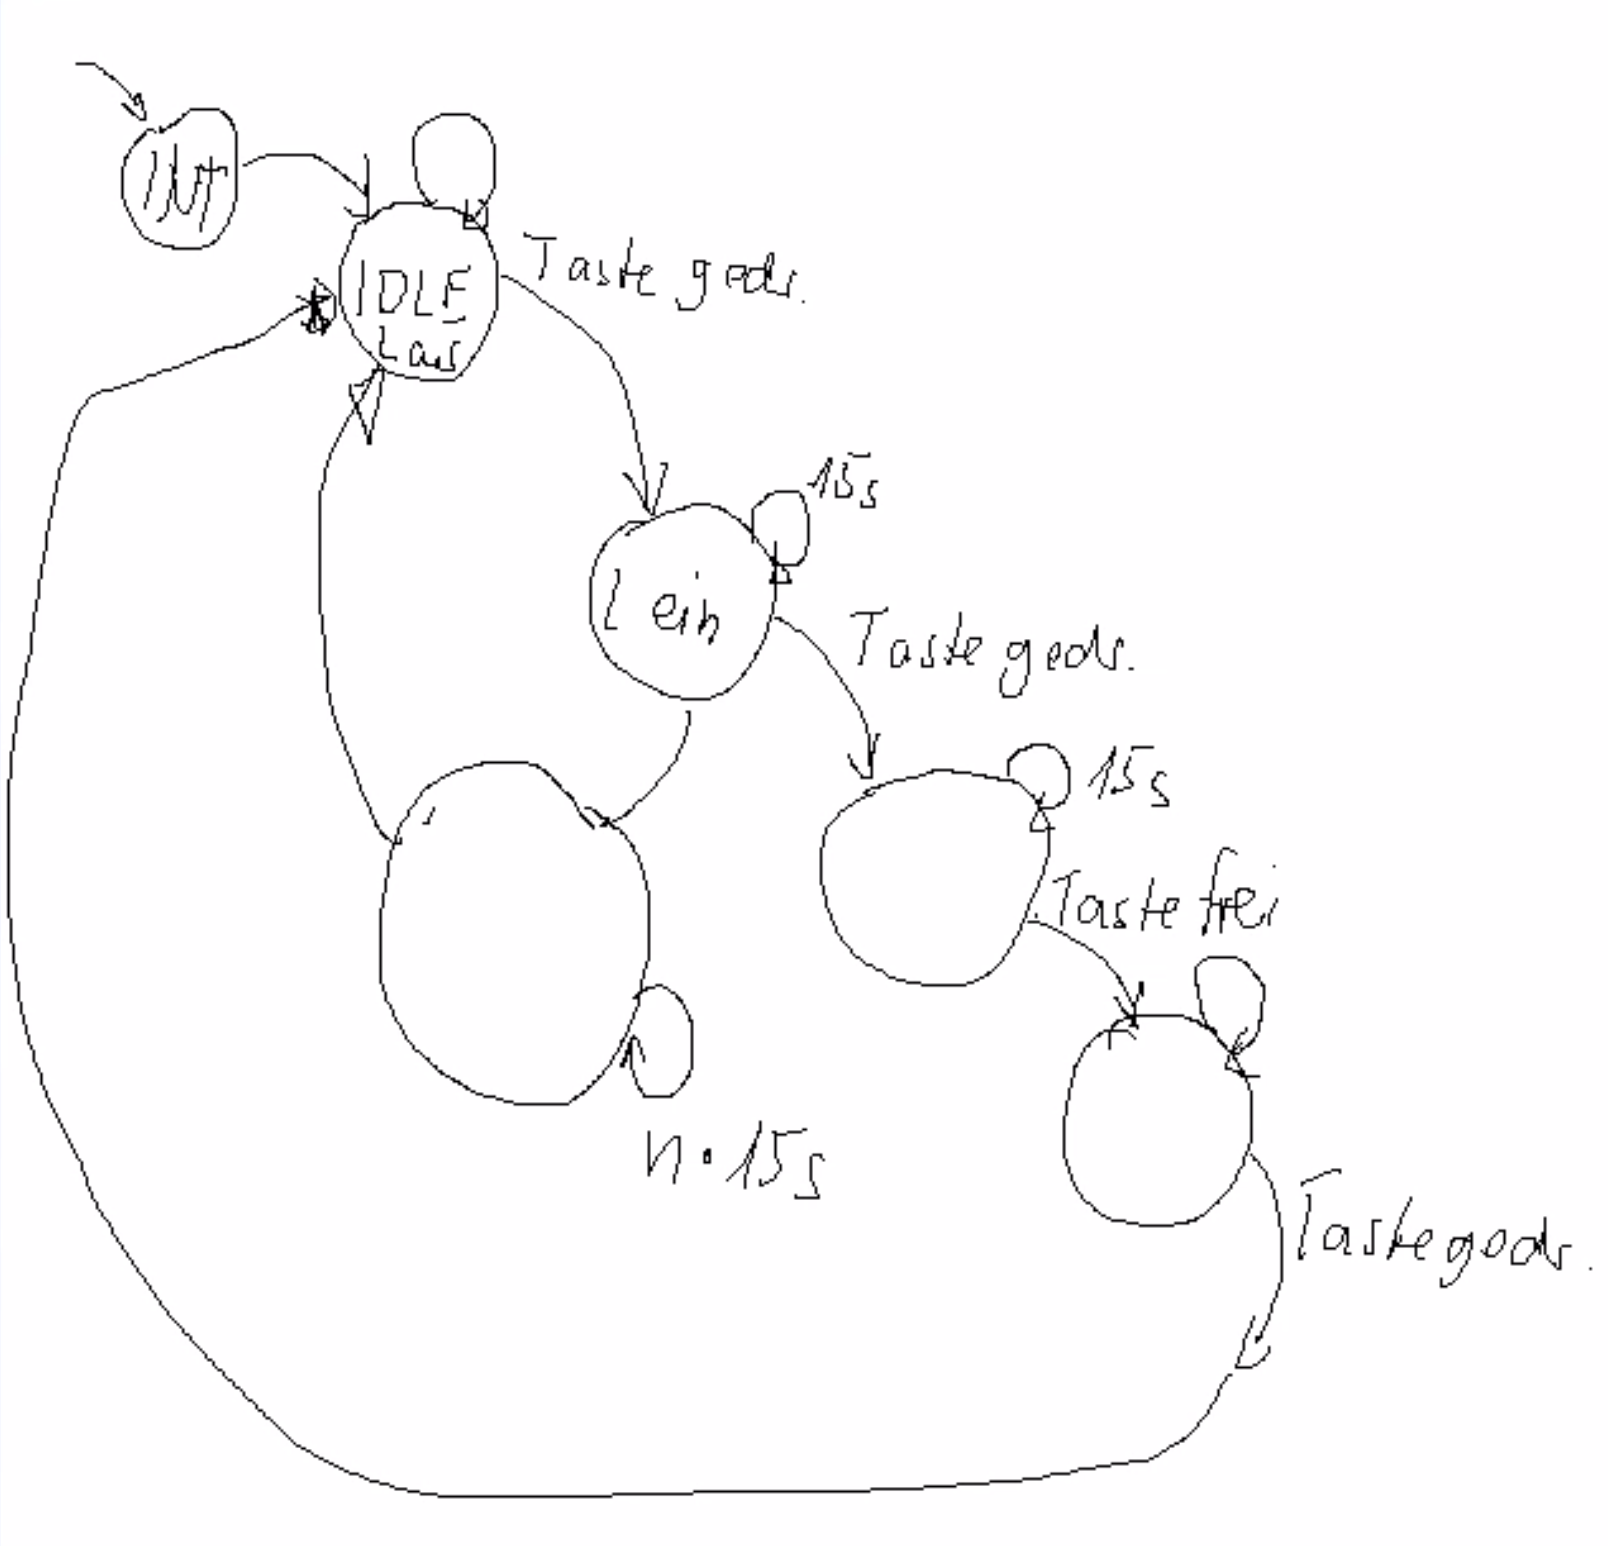 INIT
IDLE
L aus
Taste gedr.
15s
L ein
Taste gedr.
15s
Taste frei
n·15s
Taste gedr.